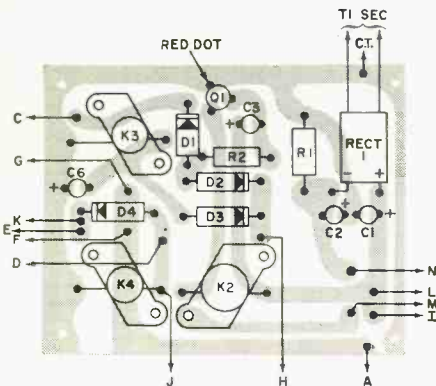 T1 SEC
C.T.
RED DOT
Q1
C3
C
K3
D1
R2
R1
RECT
1
- +
G
C6
+
D2
K
D4
D3
C2
C1
+
+
+
E
F
D
K4
K2
N
L
M
I
J
H
A